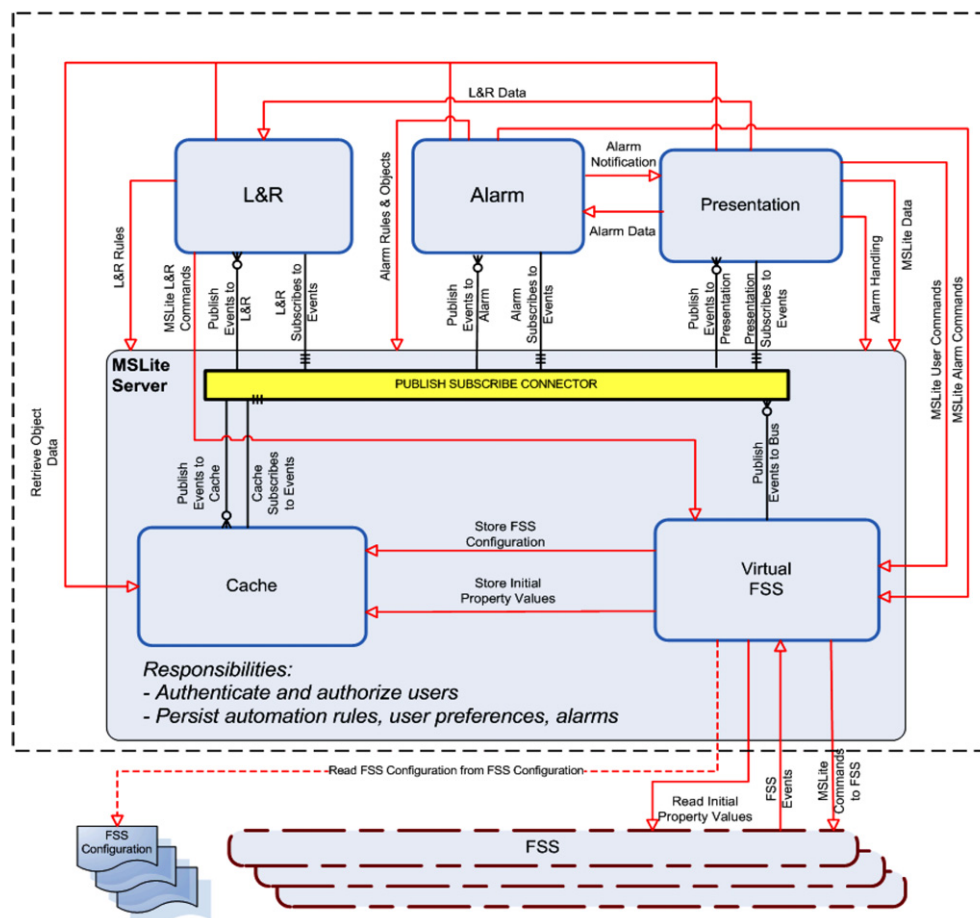 L&R Data
L&R
Alarm
Alarm
Notification
Presentation
Alarm Data
L&R Rules
MSLite L&R
Commands
Publish
Events to
L&R
L&R
Subscribes to
Events
Alarm Rules & Objects
Publish
Events to
Alarm
Alarm
Subscribes to
Events
Publish
Events to
Presentation
Presentation
Subscribes to
Events
Alarm Handling
MSLite Data
MSLite User Commands
MSLite Alarm Commands
MSLite
Server
PUBLISH SUBSCRIBE CONNECTOR
Retrieve Object
Data
Publish
Events to
Cache
Cache
Subscribes
to Events
Publish
Events to Bus
Store FSS
Configuration
Cache
Store Initial
Property Values
Virtual
FSS
Responsibilities:
- Authenticate and authorize users
- Persist automation rules, user preferences, alarms
Read FSS Configuration from FSS Configuration
Read Initial
Property Values
FSS
Events
MSLite
Commands
to FSS
FSS
Configuration
FSS